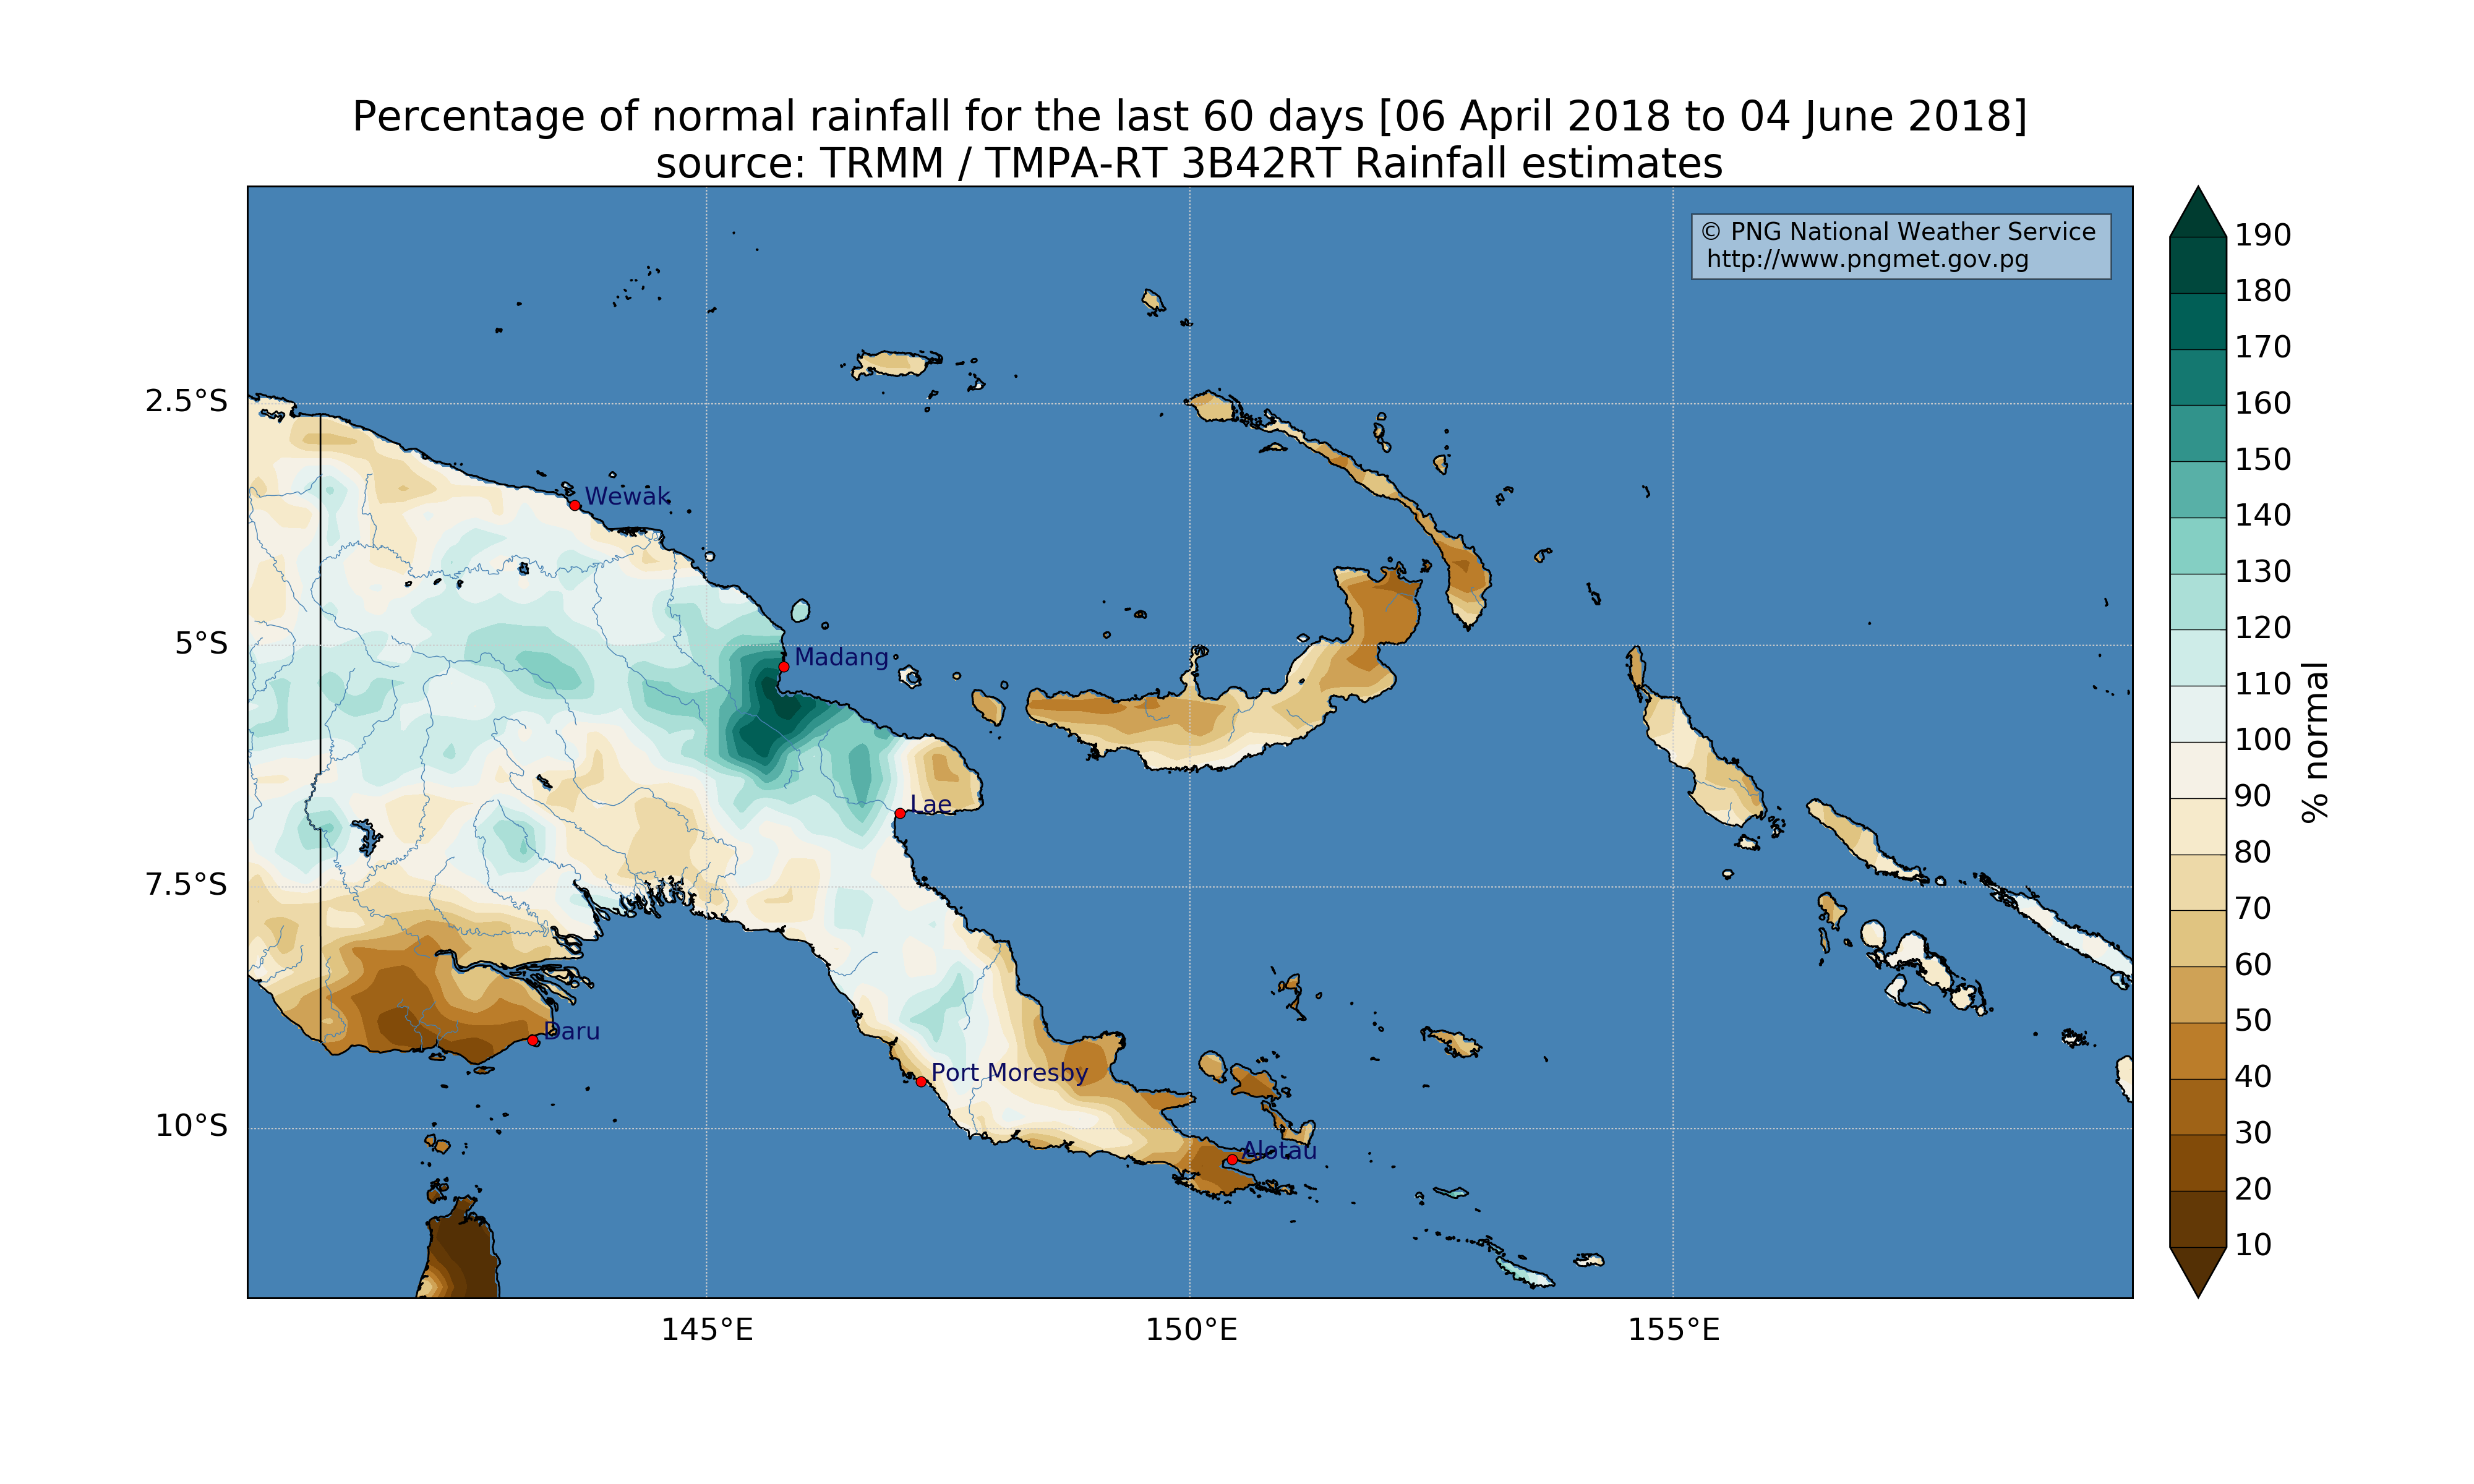 Percentage of normal rainfall for the last 60 days [06 April 2018 to 04 June 2018]
source: TRMM / TMPA-RT 3B42RT Rainfall estimates
© PNG National Weather Service
http://www.pngmet.gov.pg
190
180
170
160
150
140
130
120
110
100
90
80
70
60
50
40
30
20
10
% normal
2.5°S
5°S
7.5°S
10°S
Wewak
Madang
Lae
Daru
Port Moresby
Alotau
145°E
150°E
155°E